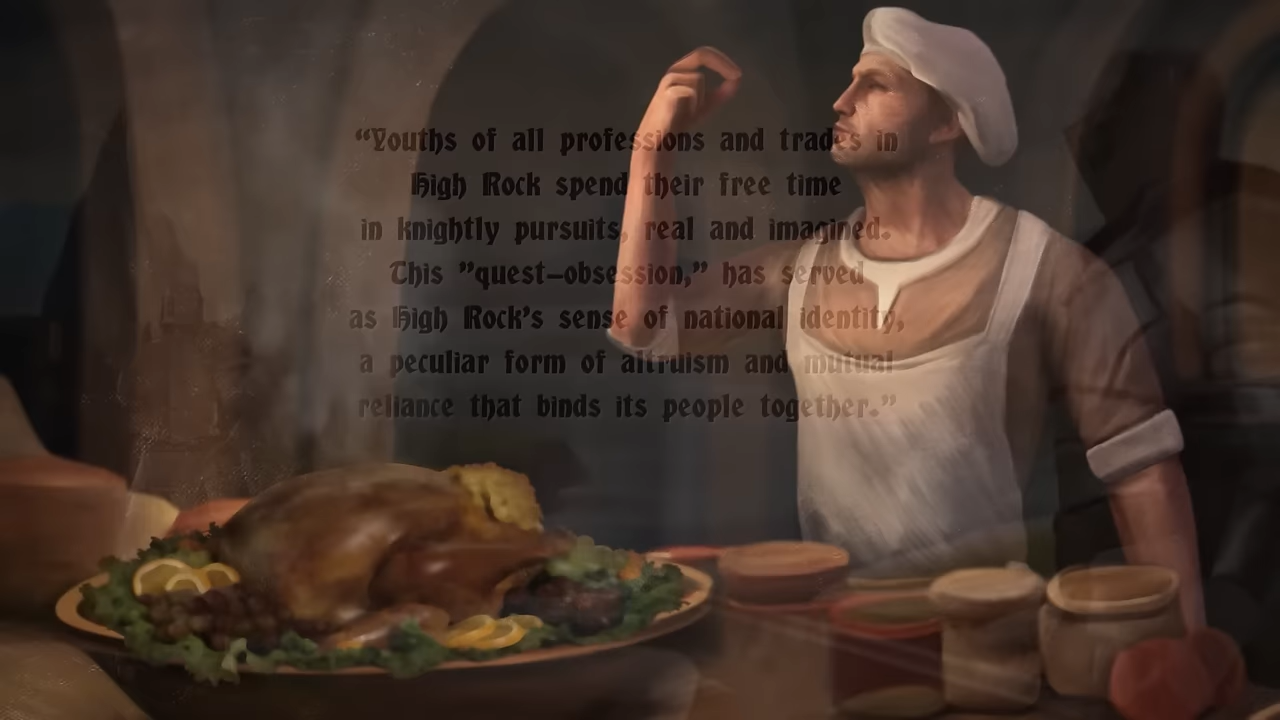 “Youths of all professions and trades in
High Rock spend their free time
in knightly pursuits, real and imagined.
This ”quest-obsession,” has served
as High Rock’s sense of national identity,
a peculiar form of altruism and mutual
reliance that binds its people together.”